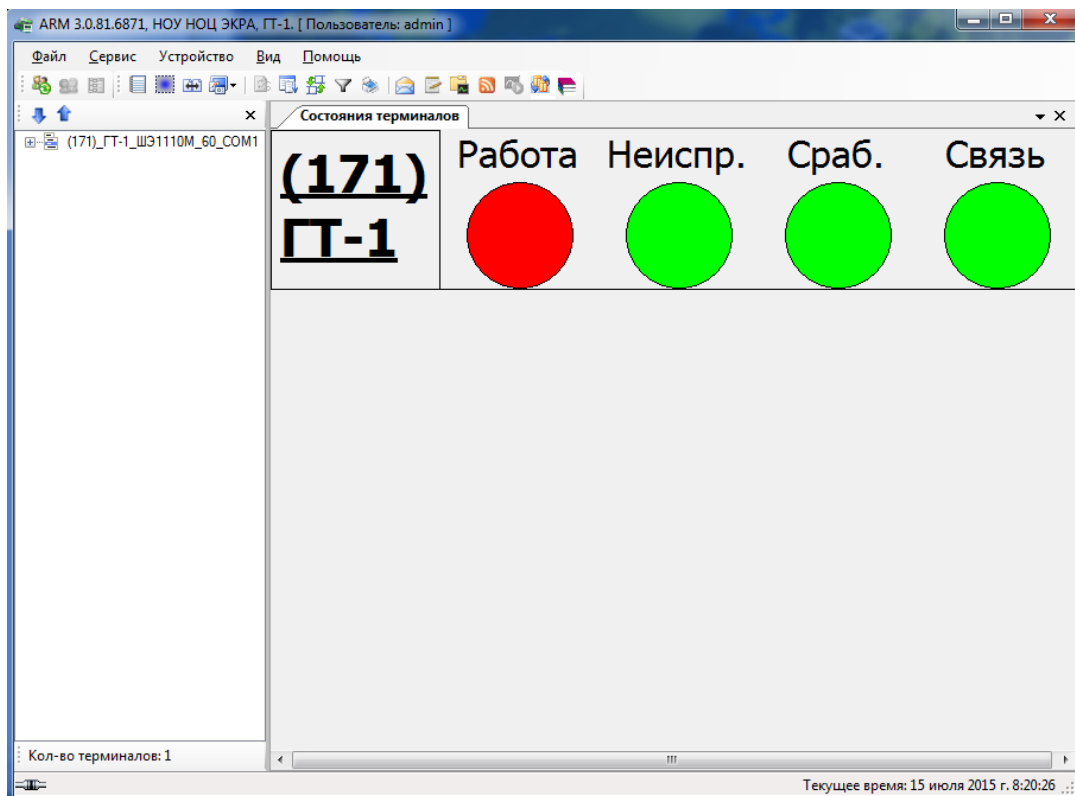 ARM 3.0.81.6871, НОУ НОЦ ЭКРА, ГТ-1. [ Пользователь: admin ]
Файл Сервис Устройство Вид Помощь
Состояния терминалов
(171)_ГТ-1_ШЭ1110М_60_COM1
(171)
ГТ-1
Работа Неиспр. Сраб. Связь
Кол-во терминалов: 1
Текущее время: 15 июля 2015 г. 8:20:26